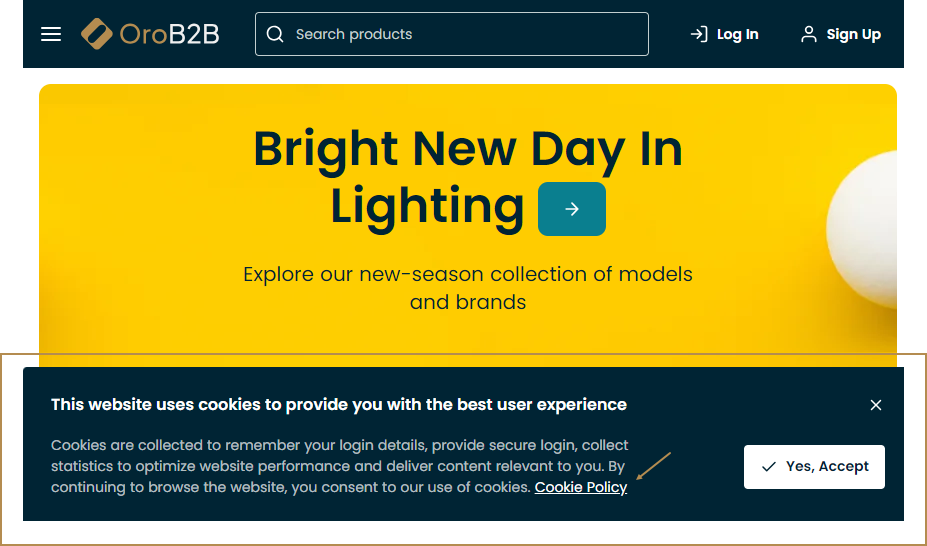 OroB2B
Search products
Log In
Sign Up
Bright New Day In
Lighting
Explore our new-season collection of models
and brands
This website uses cookies to provide you with the best user experience
Cookies are collected to remember your login details, provide secure login, collect
statistics to optimize website performance and deliver content relevant to you. By
continuing to browse the website, you consent to our use of cookies. Cookie Policy
Yes, Accept